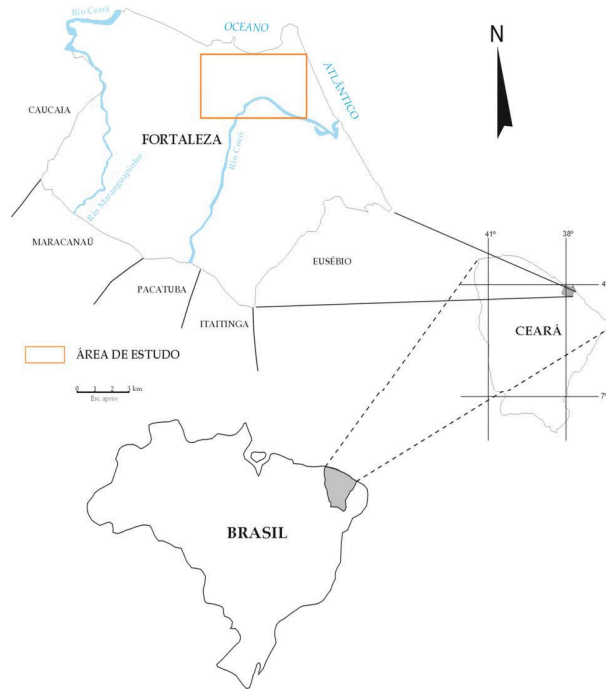 Rio Ceará
OCEANO
ATLÂNTICO
N
CAUCAIA
FORTALEZA
Rio Cocó
Rio Maranguapinho
MARACANAÚ
EUSÉBIO
PACATUBA
ITAITINGA
41º
38º
4º
CEARÁ
7º
ÁREA DE ESTUDO
0 1 2 3 km
Esc. aprox
BRASIL